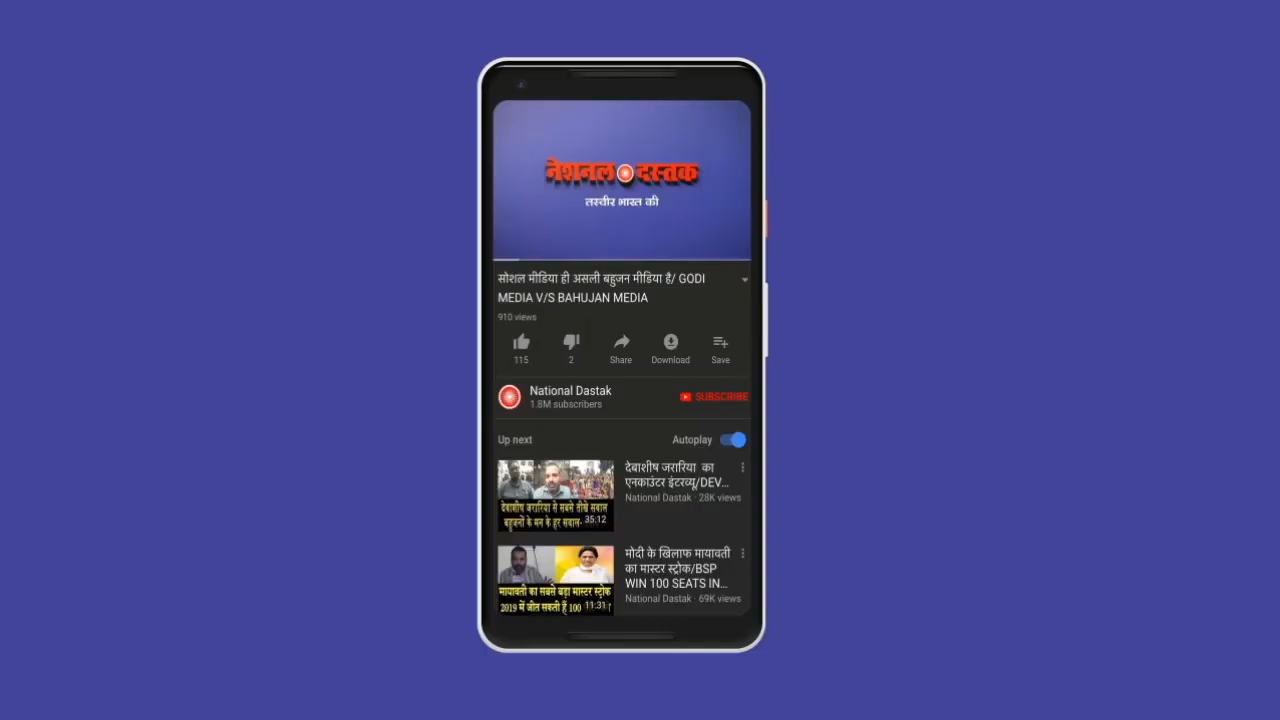 नेशनल दस्तक
तस्वीर भारत की
सोशल मीडिया ही असली बहुजन मीडिया है/ GODI
MEDIA V/S BAHUJAN MEDIA
910 views
115
2
Share
Download
Save
National Dastak
1.8M subscribers
SUBSCRIBE
Up next
Autoplay
देबाशीष जरारिया का
एनकाउंटर इंटरव्यू/DEV...
National Dastak · 28K views
देबाशीष जरारिया से सबसे तीखे सवाल
बहुजनों के मन के हर सवाल-
35:12
मोदी के खिलाफ मायावती
का मास्टर स्ट्रोक/BSP
WIN 100 SEATS IN...
National Dastak · 69K views
मायावती का सबसे बड़ा मास्टर स्ट्रोक
2019 में जीत सकती हैं 100
11:31